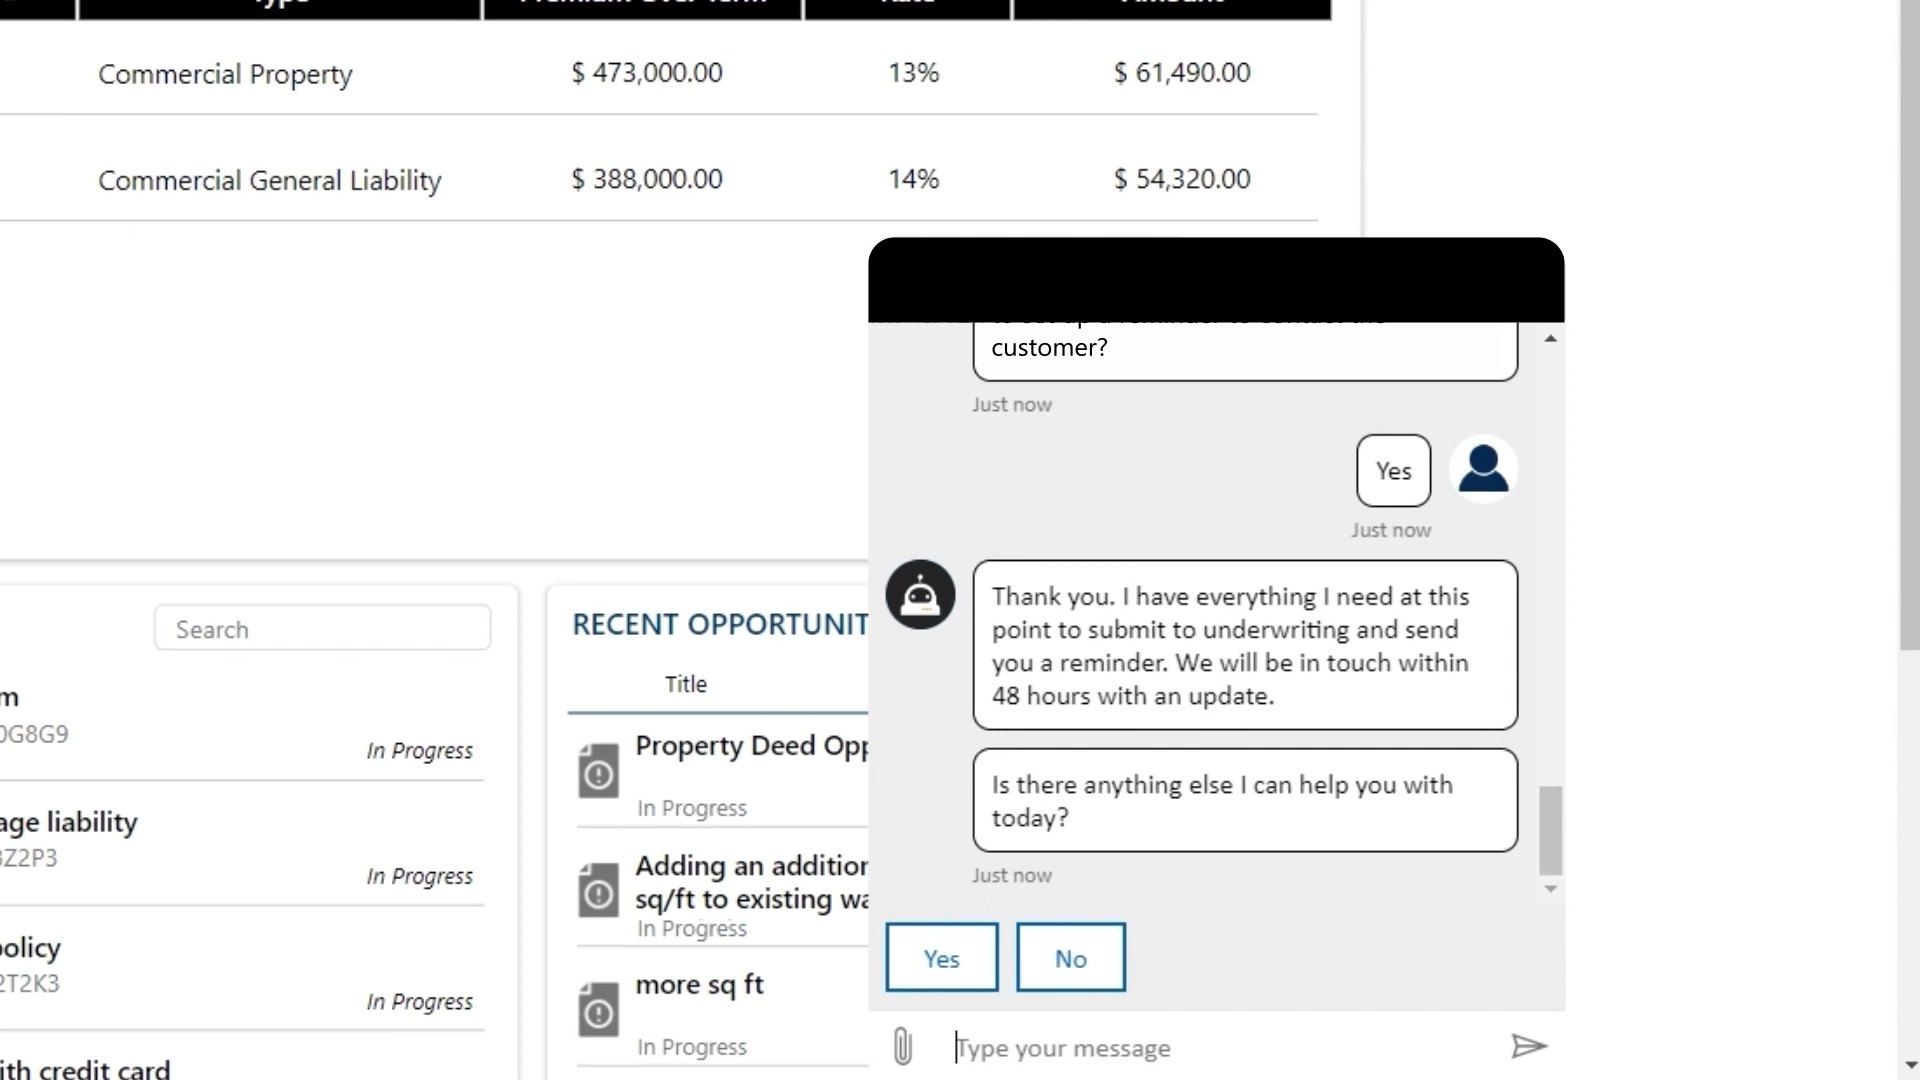 Commercial Property $ 473,000.00 13% $ 61,490.00
Commercial General Liability $ 388,000.00 14% $ 54,320.00
customer?
Just now
Yes
Just now
Thank you. I have everything I need at this
point to submit to underwriting and send
you a reminder. We will be in touch within
48 hours with an update.
Is there anything else I can help you with
today?
Just now
Yes No
Type your message
Search
0G8G9
In Progress
age liability
3Z2P3
In Progress
policy
2T2K3
In Progress
ith credit card
RECENT OPPORTUNIT
Title
Property Deed Opp
In Progress
Adding an addition
sq/ft to existing wa
In Progress
more sq ft
In Progress